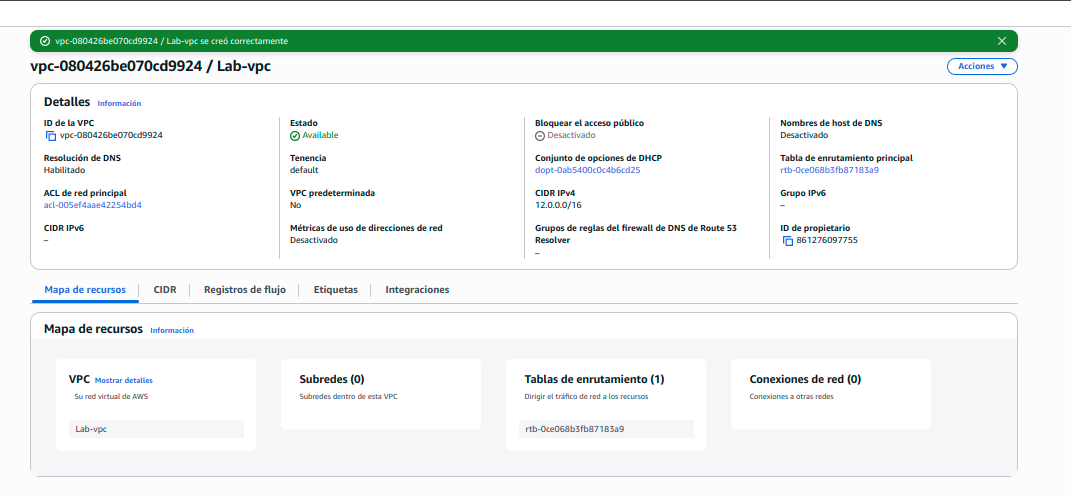 vpc-080426be070cd9924 / Lab-vpc se creó correctamente
vpc-080426be070cd9924 / Lab-vpc
Acciones
Detalles Información
ID de la VPC
vpc-080426be070cd9924
Estado
Available
Bloquear el acceso público
Desactivado
Nombres de host de DNS
Desactivado
Resolución de DNS
Habilitado
Tenencia
default
Conjunto de opciones de DHCP
dopt-0ab5400c0c4b6cd25
Tabla de enrutamiento principal
rtb-0ce068b3fb87183a9
ACL de red principal
acl-005ef4aae42254bd4
VPC predeterminada
No
CIDR IPv4
12.0.0.0/16
Grupo IPv6
–
CIDR IPv6
–
Métricas de uso de direcciones de red
Desactivado
Grupos de reglas del firewall de DNS de Route 53
Resolver
–
ID de propietario
861276097755
Mapa de recursos
CIDR
Registros de flujo
Etiquetas
Integraciones
Mapa de recursos Información
VPC Mostrar detalles
Su red virtual de AWS
Lab-vpc
Subredes (0)
Subredes dentro de esta VPC
Tablas de enrutamiento (1)
Dirigir el tráfico de red a los recursos
rtb-0ce068b3fb87183a9
Conexiones de red (0)
Conexiones a otras redes